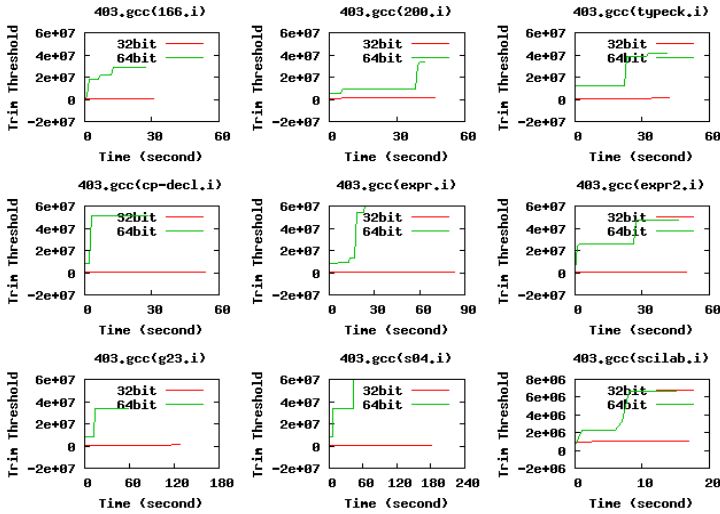 403.gcc(166.i)
6e+07
4e+07
2e+07
0
-2e+07
Trim Threshold
32bit
64bit
0 30 60
Time (second)
403.gcc(200.i)
6e+07
4e+07
2e+07
0
-2e+07
Trim Threshold
32bit
64bit
0 20 40 60
Time (second)
403.gcc(typeck.i)
6e+07
4e+07
2e+07
0
-2e+07
Trim Threshold
32bit
64bit
0 30 60
Time (second)
403.gcc(cp-decl.i)
6e+07
4e+07
2e+07
0
-2e+07
Trim Threshold
32bit
64bit
0 30 60
Time (second)
403.gcc(expr.i)
6e+07
4e+07
2e+07
0
-2e+07
Trim Threshold
32bit
64bit
0 30 60 90
Time (second)
403.gcc(expr2.i)
6e+07
4e+07
2e+07
0
-2e+07
Trim Threshold
32bit
64bit
0 30 60
Time (second)
403.gcc(g23.i)
6e+07
4e+07
2e+07
0
-2e+07
Trim Threshold
32bit
64bit
0 60 120 180
Time (second)
403.gcc(s04.i)
6e+07
4e+07
2e+07
0
-2e+07
Trim Threshold
32bit
64bit
0 60 120 180 240
Time (second)
403.gcc(scilab.i)
8e+06
6e+06
4e+06
2e+06
0
-2e+06
Trim Threshold
32bit
64bit
0 10 20
Time (second)